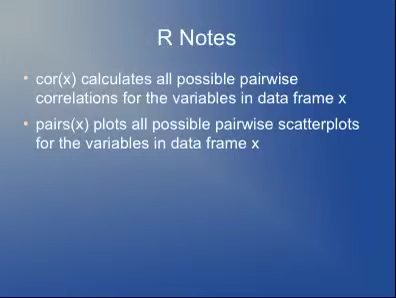 R Notes
• cor(x) calculates all possible pairwise
correlations for the variables in data frame x
• pairs(x) plots all possible pairwise scatterplots
for the variables in data frame x